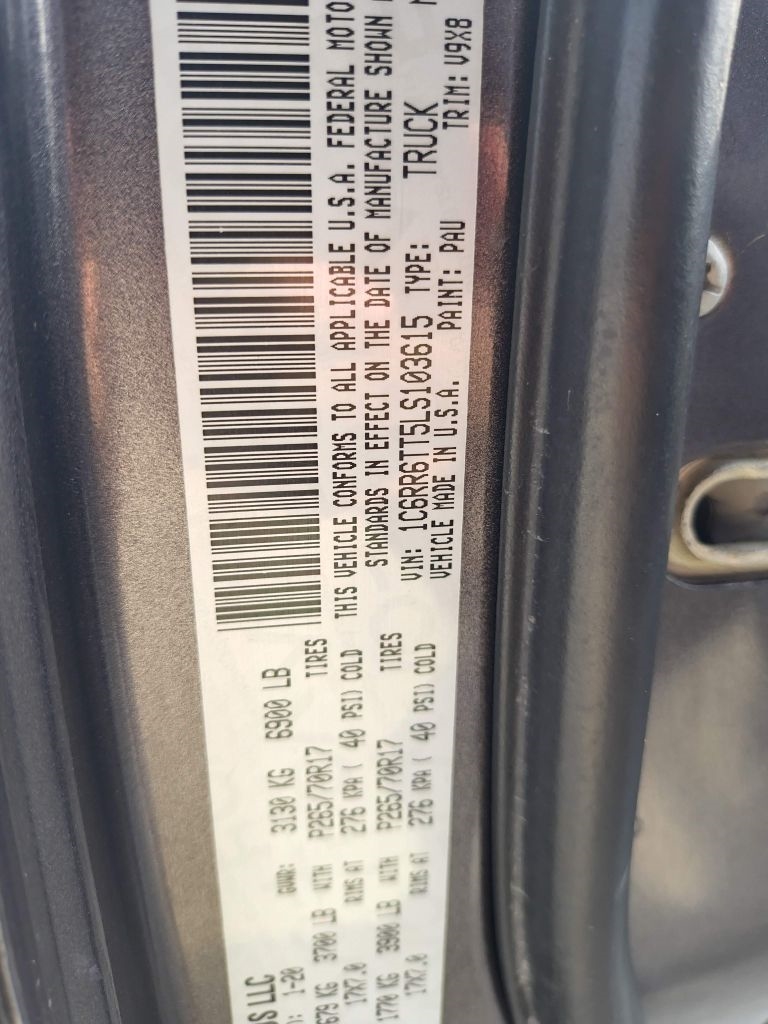 US LLC
): 1-20 GVWR: 3130 KG 6900 LB
679 KG 3700 LB WITH P265/70R17 TIRES
17X7.0 RIMS AT 276 KPA ( 40 PSI) COLD
1770 KG 3900 LB WITH P265/70R17 TIRES
17X7.0 RIMS AT 276 KPA ( 40 PSI) COLD
THIS VEHICLE CONFORMS TO ALL APPLICABLE U.S.A. FEDERAL MOTO
STANDARDS IN EFFECT ON THE DATE OF MANUFACTURE SHOWN
VIN: 1C6RR6TT5LS103615 TYPE: TRUCK
VEHICLE MADE IN U.S.A. PAINT: PAU TRIM: V9X8